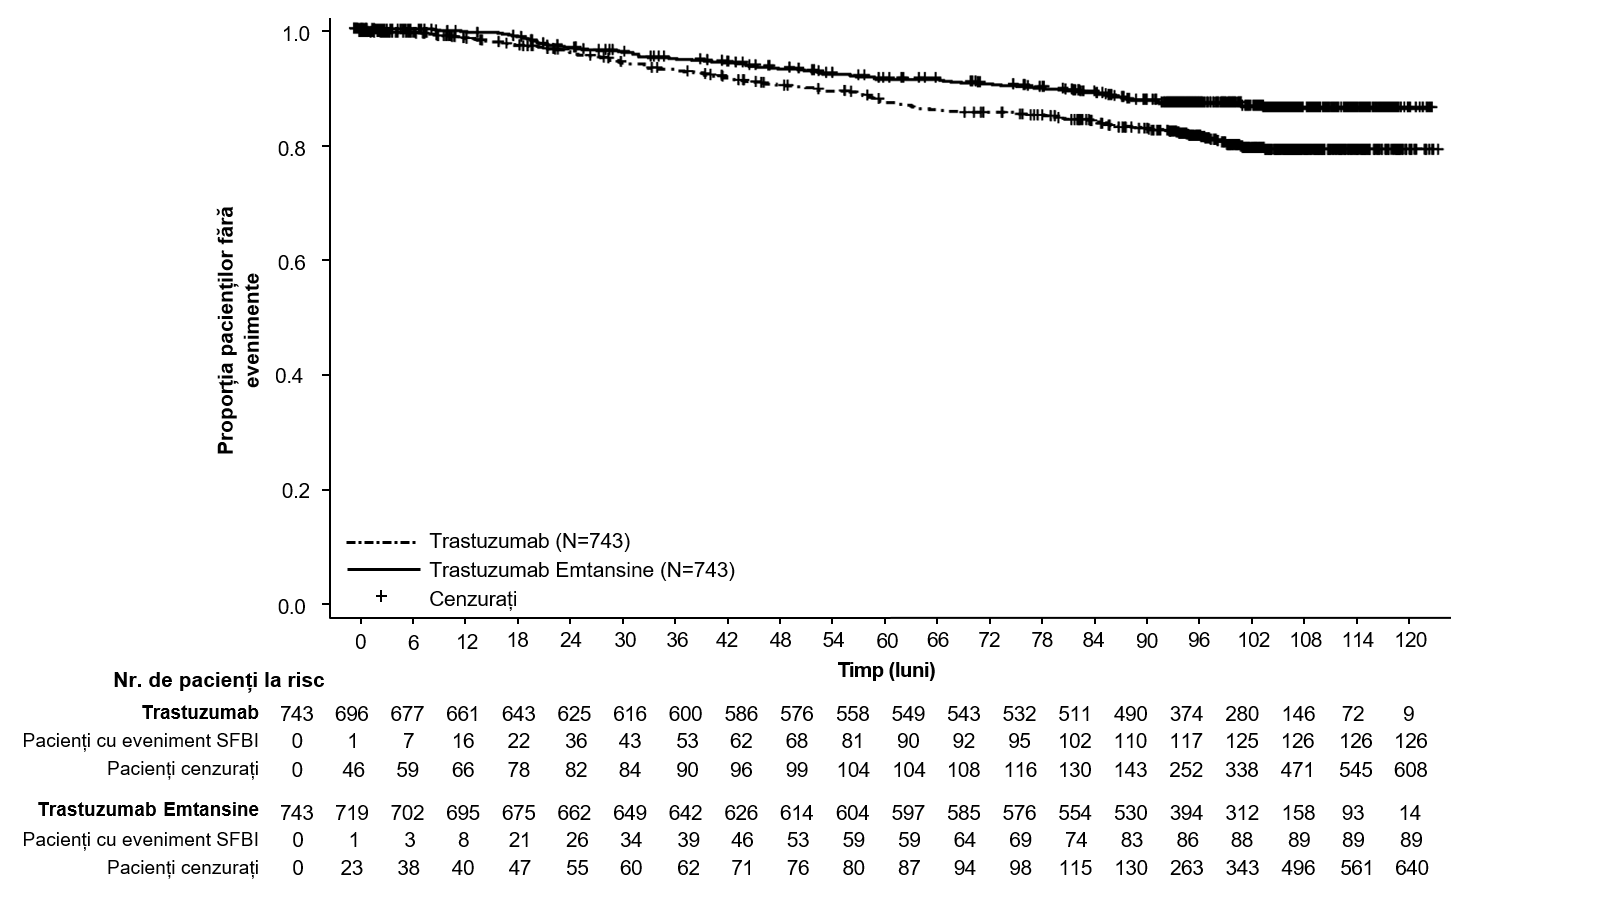 1.0
0.8
0.6
0.4
0.2
0.0
Proporția pacienților fără
evenimente
Trastuzumab (N=743)
Trastuzumab Emtansine (N=743)
Cenzurați
0 6 12 18 24 30 36 42 48 54 60 66 72 78 84 90 96 102 108 114 120
Timp (luni)
Nr. de pacienți la risc
Trastuzumab 743 696 677 661 643 625 616 600 586 576 558 549 543 532 511 490 374 280 146 72 9
Pacienți cu eveniment SFBI 0 1 7 16 22 36 43 53 62 68 81 90 92 95 102 110 117 125 126 126 126
Pacienți cenzurați 0 46 59 66 78 82 84 90 96 99 104 104 108 116 130 143 252 338 471 545 608
Trastuzumab Emtansine 743 719 702 695 675 662 649 642 626 614 604 597 585 576 554 530 394 312 158 93 14
Pacienți cu eveniment SFBI 0 1 3 8 21 26 34 39 46 53 59 59 64 69 74 83 86 88 89 89 89
Pacienți cenzurați 0 23 38 40 47 55 60 62 71 76 80 87 94 98 115 130 263 343 496 561 640